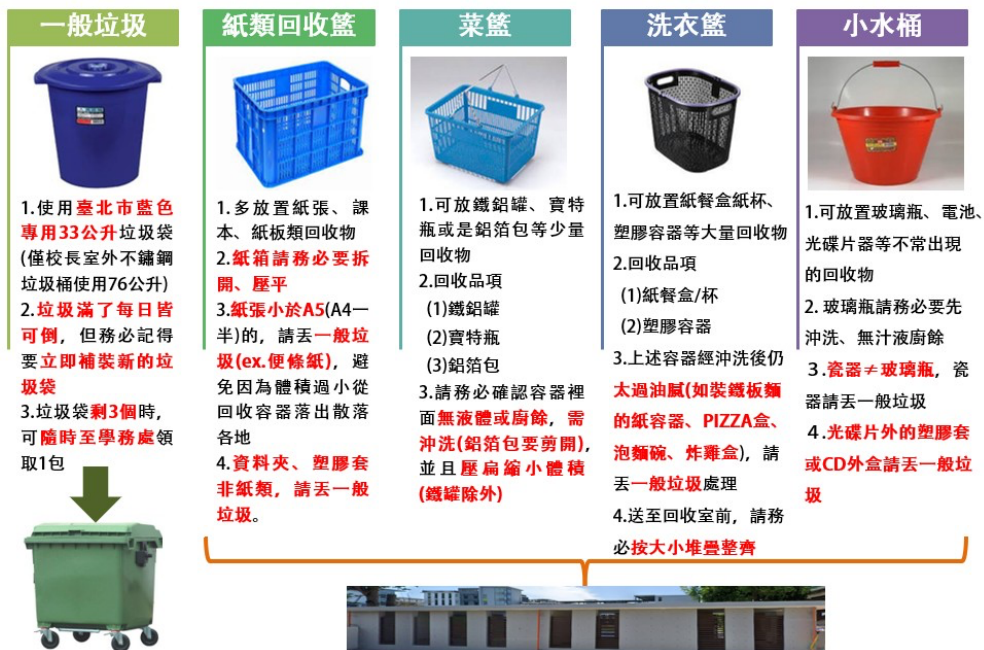 一般垃圾
1.使用臺北市藍色
專用33公升垃圾袋
(僅校長室外不鏽鋼
垃圾桶使用76公升)
2.垃圾滿了每日皆
可倒，但務必記得
要立即補裝新的垃
圾袋
3.垃圾袋剩3個時，
可隨時至學務處領
取1包
紙類回收籃
1.多放置紙張、課
本、紙板類回收物
2.紙箱請務必要拆
開、壓平
3.紙張小於A5(A4一
半)的，請丟一般垃
圾(ex.便條紙)，避
免因為體積過小從
回收容器落出散落
各地
4.資料夾、塑膠套
非紙類，請丟一般
垃圾。
菜籃
1.可放鐵鋁罐、寶特
瓶或是鋁箔包等少量
回收物
2.回收品項
(1)鐵鋁罐
(2)寶特瓶
(3)鋁箔包
3.請務必確認容器裡
面無液體或廚餘，需
沖洗(鋁箔包要剪開)，
並且壓扁縮小體積
(鐵罐除外)
洗衣籃
1.可放置紙餐盒紙杯、
塑膠容器等大量回收物
2.回收品項
(1)紙餐盒/杯
(2)塑膠容器
3.上述容器經沖洗後仍
太過油膩(如裝鐵板麵
的紙容器、PIZZA盒、
泡麵碗、炸雞盒)，請
丟一般垃圾處理
4.送至回收室前，請務
必按大小堆疊整齊
小水桶
1.可放置玻璃瓶、電池、
光碟片器等不常出現
的回收物
2. 玻璃瓶請務必要先
沖洗、無汁液廚餘
3.瓷器≠玻璃瓶，瓷
器請丟一般垃圾
4.光碟片外的塑膠套
或CD外盒請丟一般垃
圾